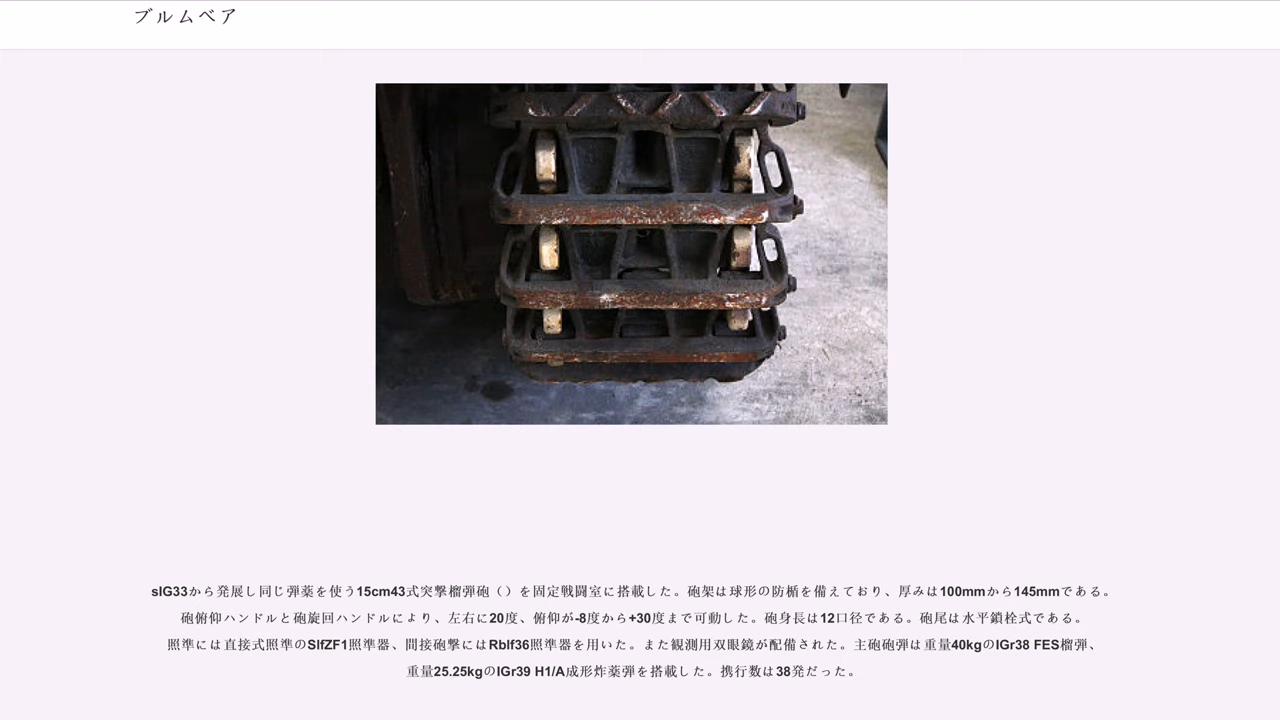 ブルムベア
sIG33から発展し同じ弾薬を使う15cm43式突撃榴弾砲（）を固定戦闘室に搭載した。砲架は球形の防楯を備えており、厚みは100mmから145mmである。
砲俯仰ハンドルと砲旋回ハンドルにより、左右に20度、俯仰が-8度から+30度まで可動した。砲身長は12口径である。砲尾は水平鎖栓式である。
照準には直接式照準のSlfZF1照準器、間接砲撃にはRblf36照準器を用いた。また観測用双眼鏡が配備された。主砲砲弾は重量40kgのIGr38 FES榴弾、
重量25.25kgのIGr39 H1/A成形炸薬弾を搭載した。携行数は38発だった。